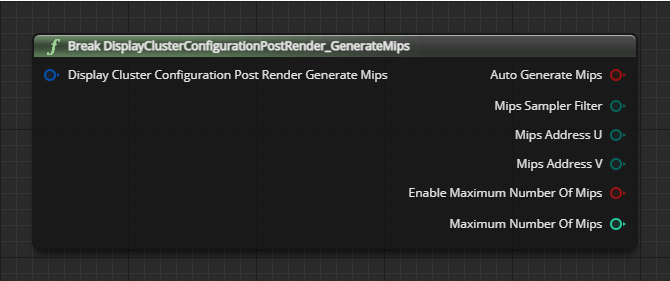 f Break DisplayClusterConfigurationPostRender_GenerateMips
Display Cluster Configuration Post Render Generate Mips
Auto Generate Mips
Mips Sampler Filter
Mips Address U
Mips Address V
Enable Maximum Number Of Mips
Maximum Number Of Mips